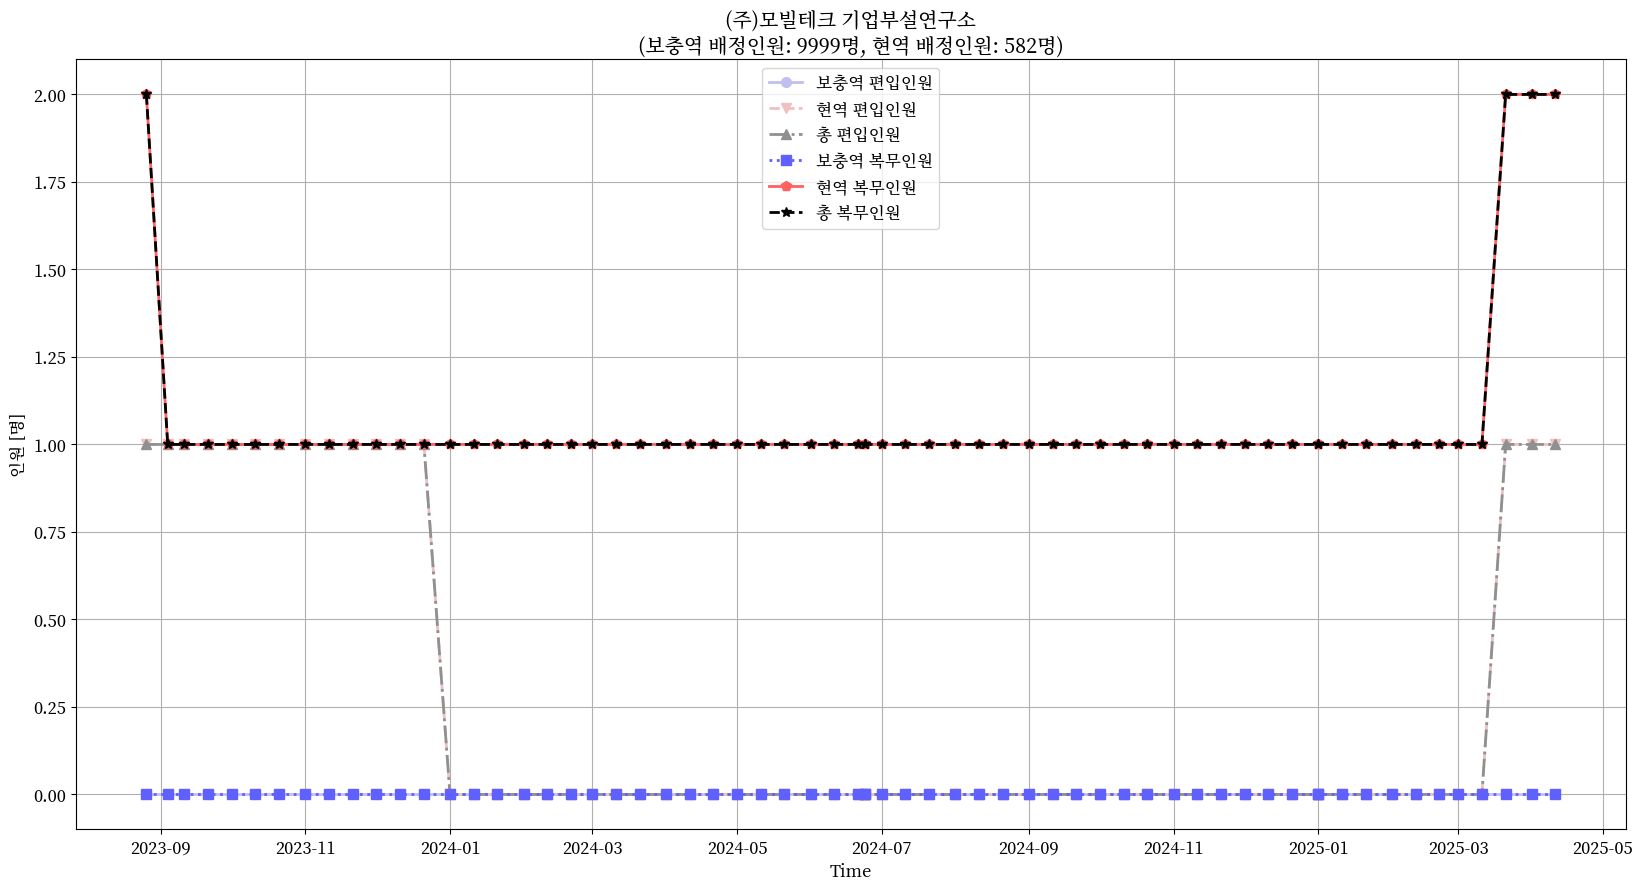 (주)모빌테크 기업부설연구소
(보충역 배정인원: 9999명, 현역 배정인원: 582명)
보충역 편입인원
현역 편입인원
총 편입인원
보충역 복무인원
현역 복무인원
총 복무인원
인원 [명]
2.00
1.75
1.50
1.25
1.00
0.75
0.50
0.25
0.00
2023-09 2023-11 2024-01 2024-03 2024-05 2024-07 2024-09 2024-11 2025-01 2025-03 2025-05
Time